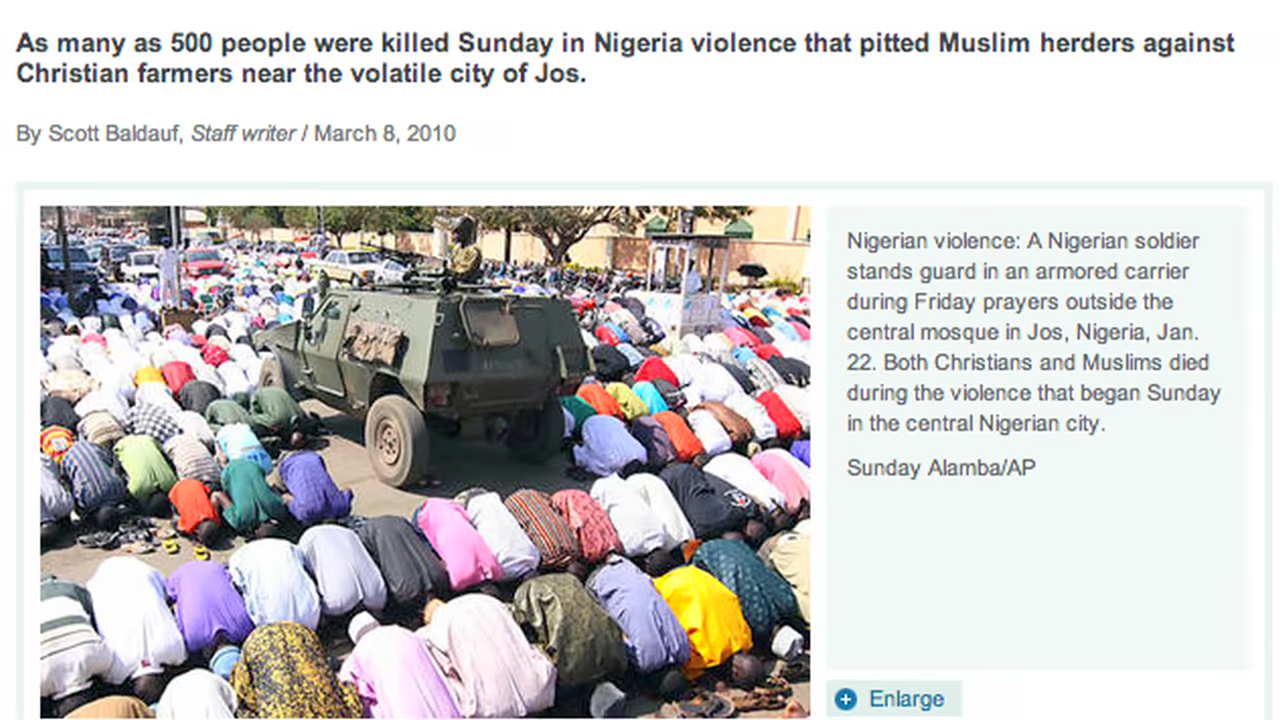 As many as 500 people were killed Sunday in Nigeria violence that pitted Muslim herders against
Christian farmers near the volatile city of Jos.
By Scott Baldauf, Staff writer / March 8, 2010
Nigerian violence: A Nigerian soldier
stands guard in an armored carrier
during Friday prayers outside the
central mosque in Jos, Nigeria, Jan.
22. Both Christians and Muslims died
during the violence that began Sunday
in the central Nigerian city.
Sunday Alamba/AP
Enlarge